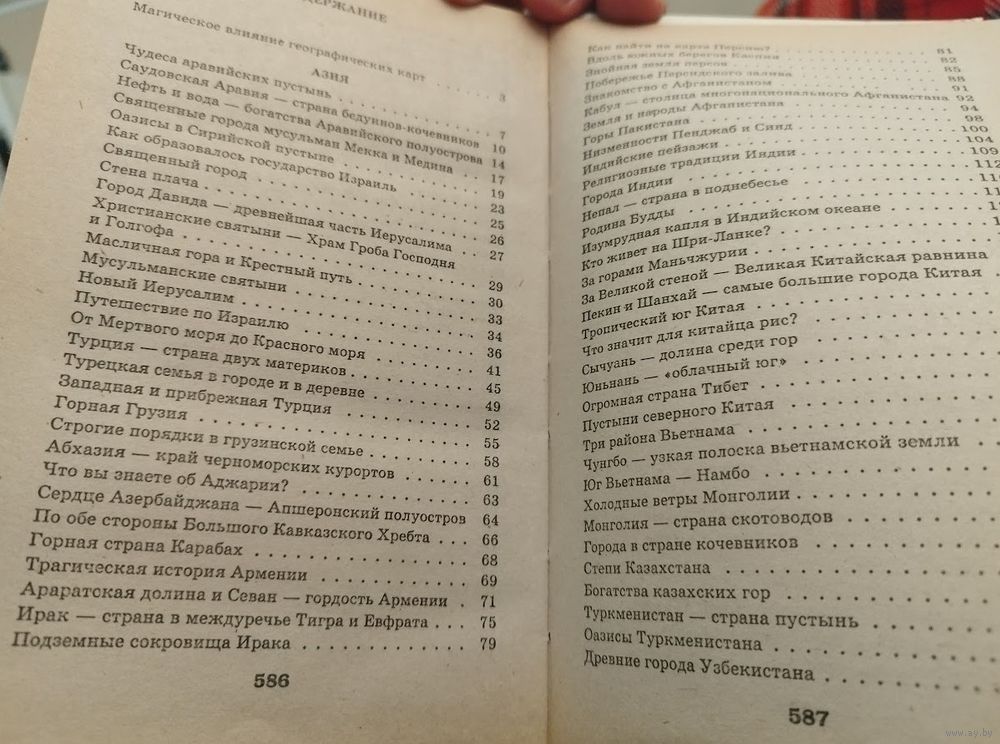 ДЕРЖАНИЕ
Магическое влияние географических карт . . . 3
АЗИЯ
Чудеса аравийских пустынь . . . . . . . . . 7
Саудовская Аравия — страна бедуинов-кочевников 10
Нефть и вода — богатства Аравийского полуострова 14
Священные города мусульман Мекка и Медина 17
Оазисы в Сирийской пустыне . . . . . . . . . 19
Как образовалось государство Израиль 23
Священный город . . . . . . . . . 25
Стена плача . . . . . . . . . 26
Город Давида — древнейшая часть Иерусалима 27
Христианские святыни — Храм Гроба Господня
и Голгофа . . . . . . . . . 29
Масличная гора и Крестный путь . . . . . . . 30
Мусульманские святыни . . . . . . . . . 33
Новый Иерусалим . . . . . . . . . 34
Путешествие по Израилю . . . . . . . . . 36
От Мертвого моря до Красного моря . . . . . . 41
Турция — страна двух материков . . . . . . . 45
Турецкая семья в городе и в деревне . . . . . . 49
Западная и прибрежная Турция . . . . . . . . 52
Горная Грузия . . . . . . . . . 55
Строгие порядки в грузинской семье . . . . . . 58
Абхазия — край черноморских курортов . . . . 61
Что вы знаете об Аджарии? . . . . . . . . . 63
Сердце Азербайджана — Апшеронский полуостров 64
По обе стороны Большого Кавказского Хребта . . 66
Горная страна Карабах . . . . . . . . . 68
Трагическая история Армении . . . . . . . . 69
Араратская долина и Севан — гордость Армении . 71
Ирак — страна в междуречье Тигра и Евфрата . . . 75
Подземные сокровища Ирака . . . . . . . . . 79
586
Как найти на карте Персию? . . . . . . . . . 81
Вдоль южных берегов Каспия . . . . . . . . . 82
Знойная земля персов . . . . . . . . . 85
Побережье Персидского залива . . . . . . . . . 88
Знакомство с Афганистаном . . . . . . . . . 91
Кабул — столица многонационального Афганистана 92
Земля и народы Афганистана . . . . . . . . . 94
Горы Пакистана . . . . . . . . . 98
Низменности Пенджаб и Синд . . . . . . . . . 100
Индийские пейзажи . . . . . . . . . 104
Религиозные традиции Индии . . . . . . . . . 109
Города Индии . . . . . . . . .
Непал — страна в поднебесье . . . . . . . . .
Родина Будды . . . . . . . . .
Изумрудная капля в Индийском океане . . . . .
Кто живет на Шри-Ланке? . . . . . . . . .
За горами Маньчжурии . . . . . . . . .
За Великой стеной — Великая Китайская равнина
Пекин и Шанхай — самые большие города Китая .
Тропический юг Китая . . . . . . . . .
Что значит для китайца рис? . . . . . . . . .
Сычуань — долина среди гор . . . . . . . . .
Юньнань — «облачный юг» . . . . . . . . .
Огромная страна Тибет . . . . . . . . .
Пустыни северного Китая . . . . . . . . .
Три района Вьетнама . . . . . . . . .
Чунгбо — узкая полоска вьетнамской земли . . .
Юг Вьетнама — Намбо . . . . . . . . .
Холодные ветры Монголии . . . . . . . . .
Монголия — страна скотоводов . . . . . . . . .
Города в стране кочевников . . . . . . . . .
Степи Казахстана . . . . . . . . .
Богатства казахских гор . . . . . . . . .
Туркменистан — страна пустынь . . . . . . . .
Оазисы Туркменистана . . . . . . . . .
Древние города Узбекистана . . . . . . . . .
587
www.ay.by